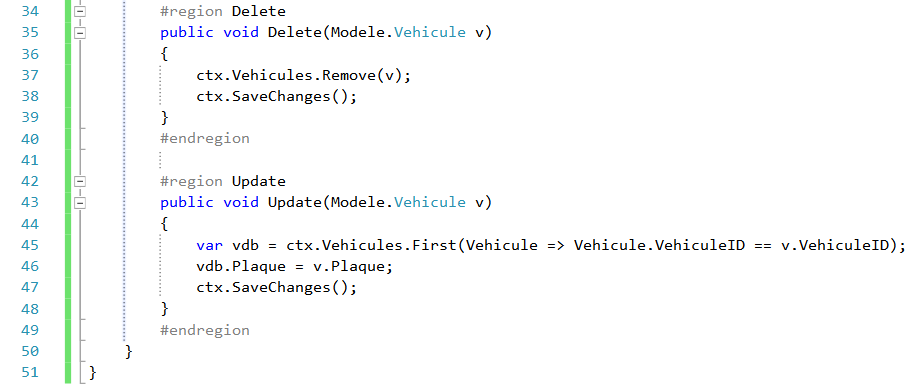 34 #region Delete
35 public void Delete(Modele.Vehicule v)
36 {
37 ctx.Vehicules.Remove(v);
38 ctx.SaveChanges();
39 }
40 #endregion
41
42 #region Update
43 public void Update(Modele.Vehicule v)
44 {
45 var vdb = ctx.Vehicules.First(Vehicule => Vehicule.VehiculeID == v.VehiculeID);
46 vdb.Plaque = v.Plaque;
47 ctx.SaveChanges();
48 }
49 #endregion
50 }
51 }